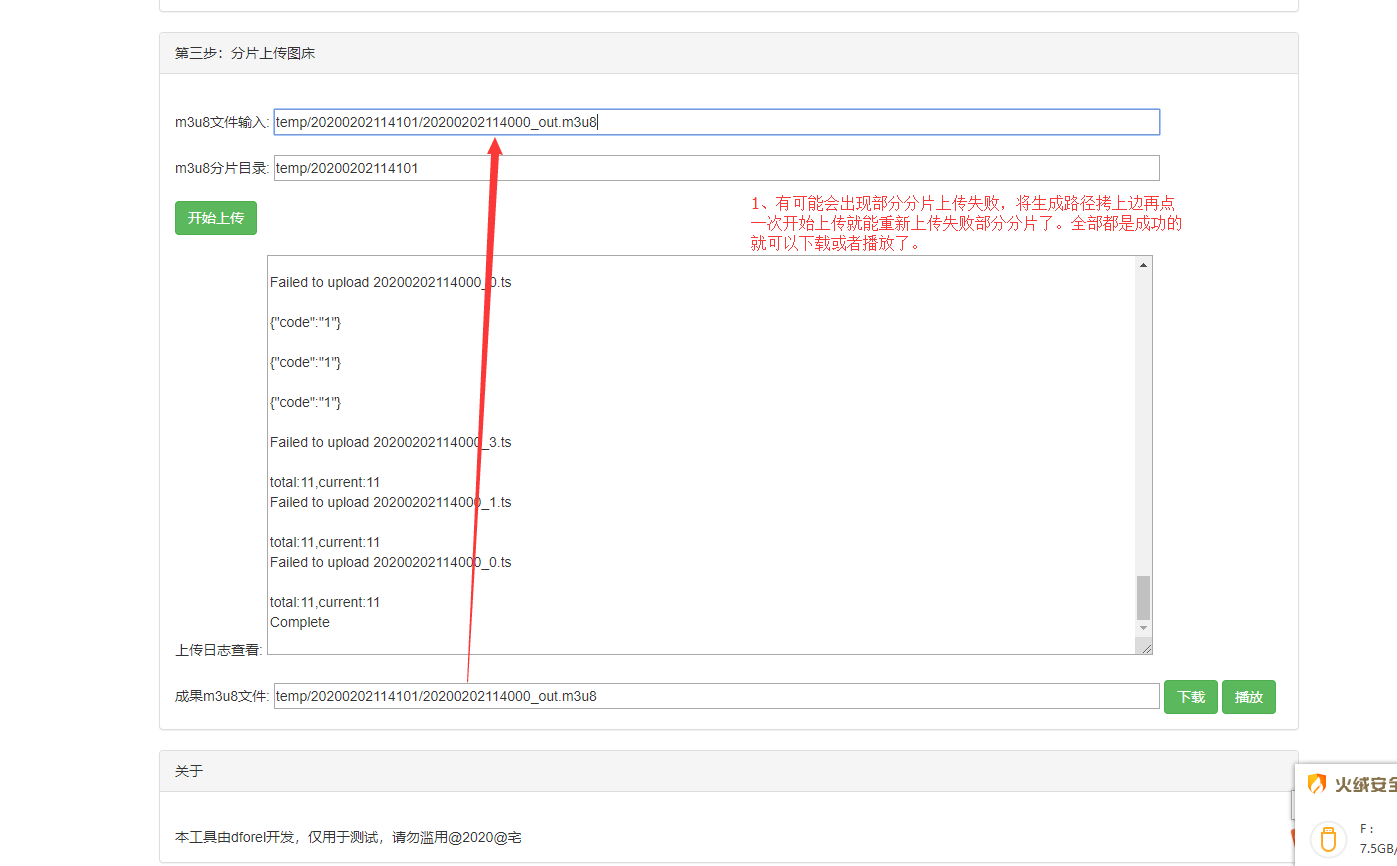 第三步：分片上传图床
m3u8文件输入: temp/20200202114101/20200202114000_out.m3u8
m3u8分片目录: temp/20200202114101
开始上传
1、有可能会出现部分分片上传失败，将生成路径拷上边再点
一次开始上传就能重新上传失败部分分片了。全部都是成功的
就可以下载或者播放了。
Failed to upload 20200202114000_0.ts
{"code":"1"}
{"code":"1"}
{"code":"1"}
Failed to upload 20200202114000_3.ts
total:11,current:11
Failed to upload 20200202114000_1.ts
total:11,current:11
Failed to upload 20200202114000_0.ts
total:11,current:11
Complete
上传日志查看:
成果m3u8文件: temp/20200202114101/20200202114000_out.m3u8 下载 播放
关于
火绒安全
F:
7.5GB/
本工具由dforel开发，仅用于测试，请勿滥用@2020@宅